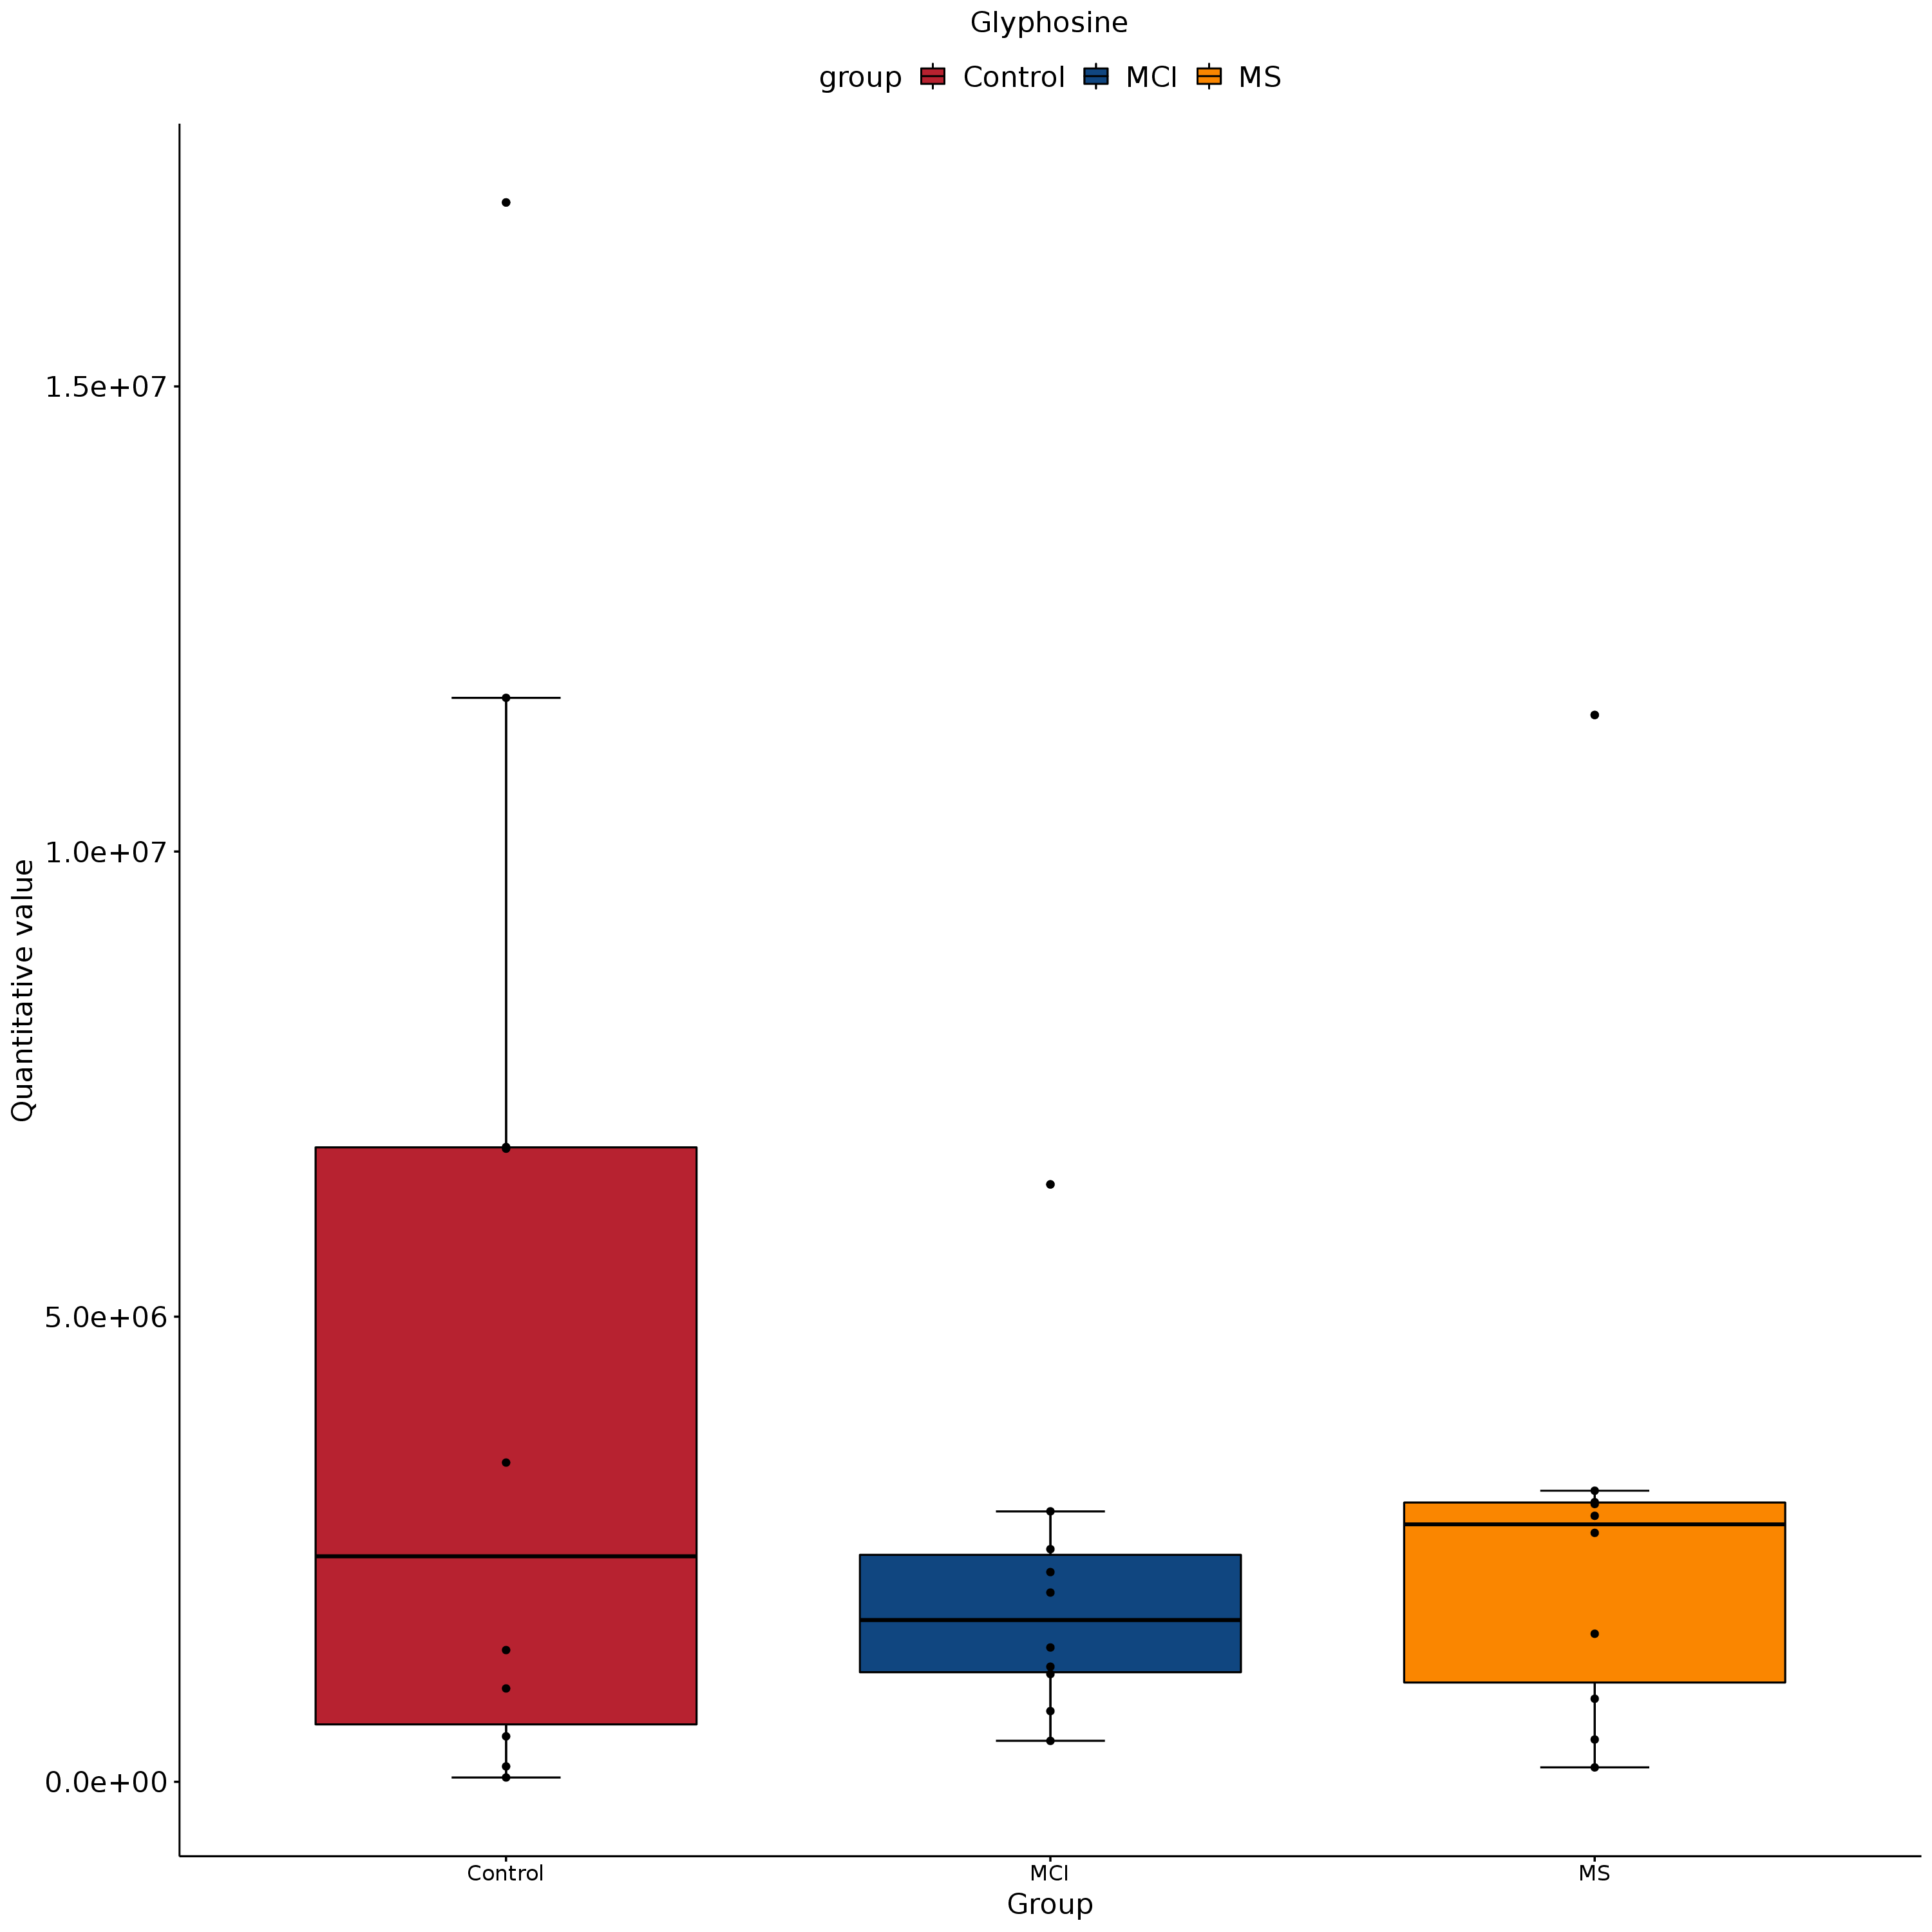 Glyphosine
group Control MCI MS
Quantitative value
1.5e+07
1.0e+07
5.0e+06
0.0e+00
Control MCI MS
Group